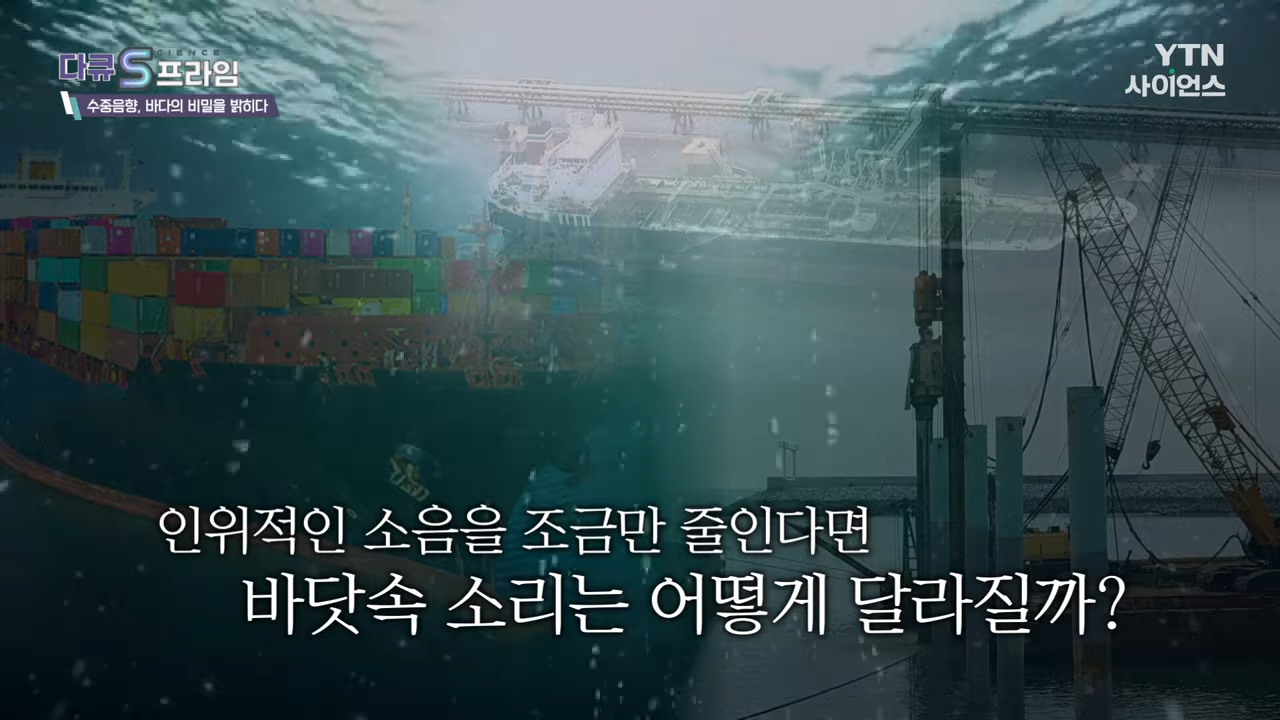 다큐 S 프라임
SCIENCE
수중음향, 바다의 비밀을 밝히다
YTN
사이언스
인위적인 소음을 조금만 줄인다면
바닷속 소리는 어떻게 달라질까?